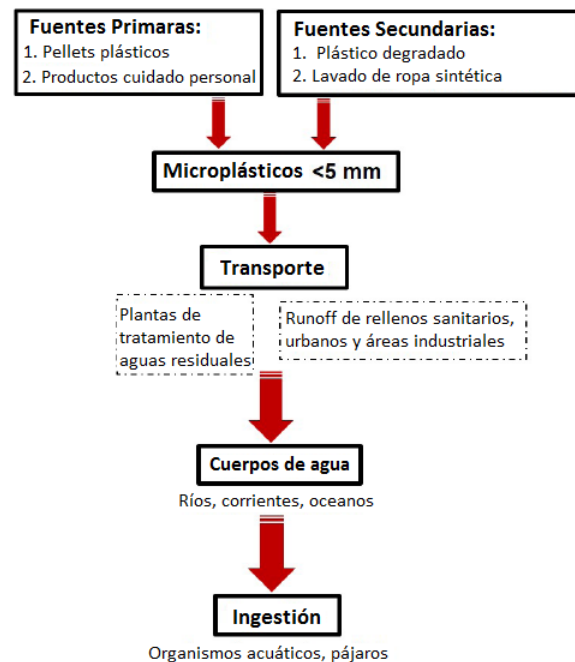 Fuentes Primaras:
1. Pellets plásticos
2. Productos cuidado personal
Fuentes Secundarias:
1. Plástico degradado
2. Lavado de ropa sintética
Microplásticos <5 mm
Transporte
Plantas de
tratamiento de
aguas residuales
Runoff de rellenos sanitarios,
urbanos y áreas industriales
Cuerpos de agua
Ríos, corrientes, oceanos
Ingestión
Organismos acuáticos, pájaros